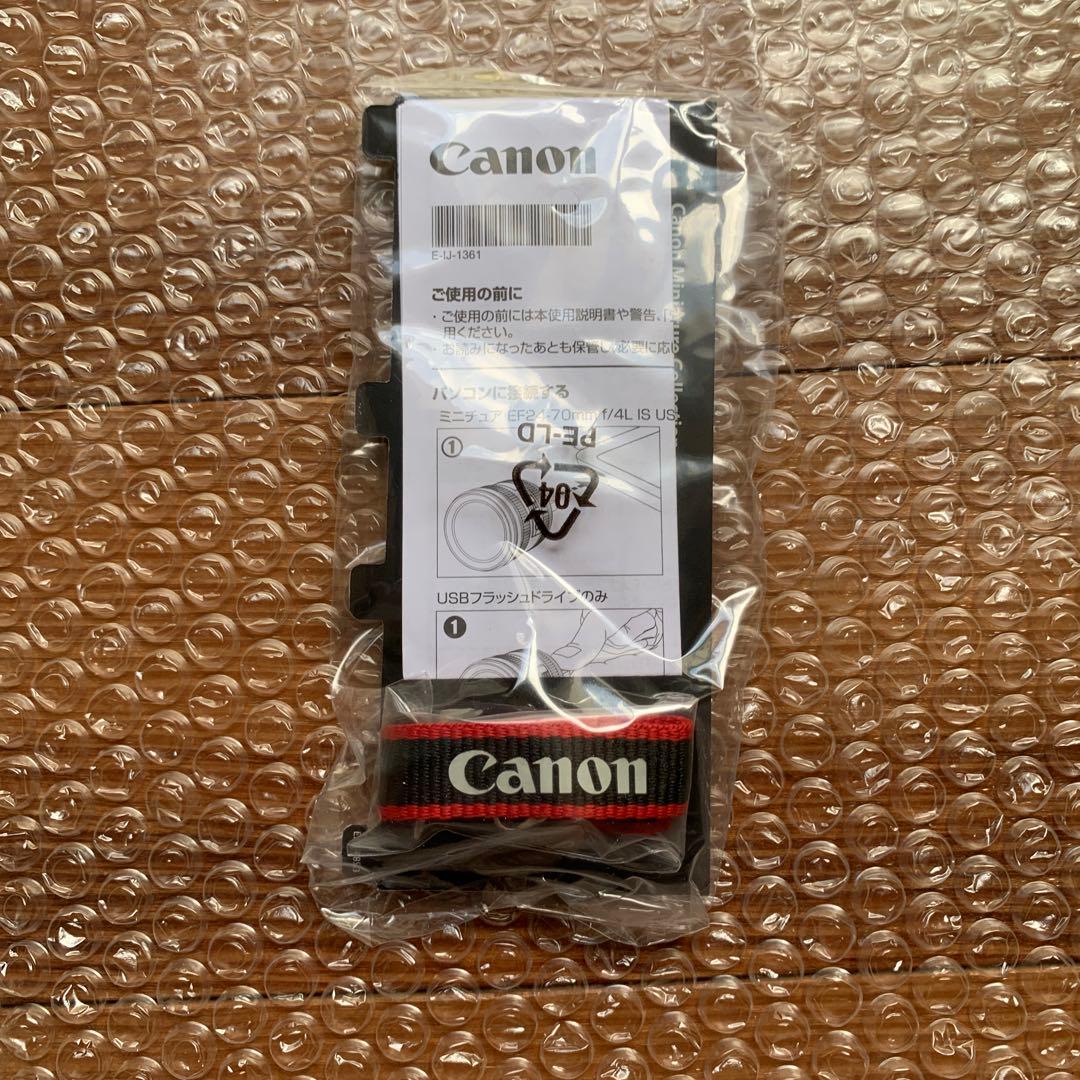 Canon
E-IJ-1361
ご使用の前に
・ご使用の前には本使用説明書や警告、
用ください。
・お読みになったあとも保管し、必要に応
パソコンに接続する
ミニチュア EF24-70mm f/4L IS US
①
PE-LD
04
USBフラッシュドライブのみ
❶
Canon
Canon Miniature Collection